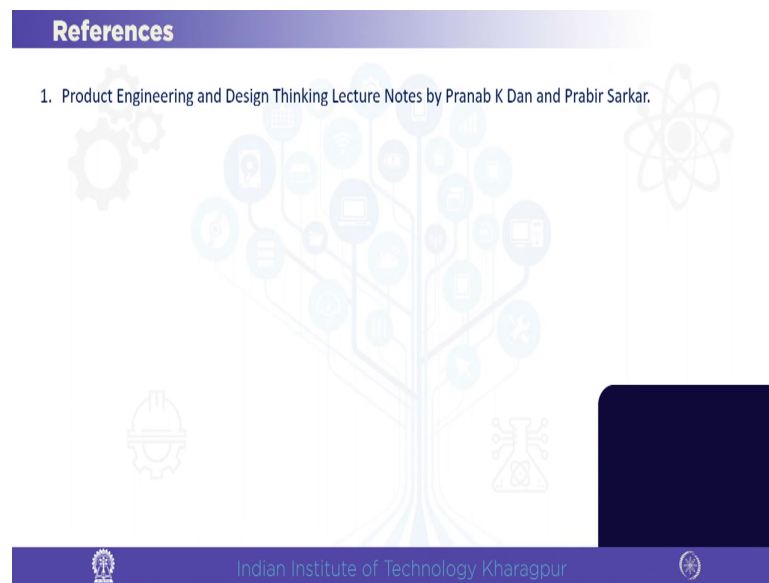 References
1. Product Engineering and Design Thinking Lecture Notes by Pranab K Dan and Prabir Sarkar.
Indian Institute of Technology Kharagpur